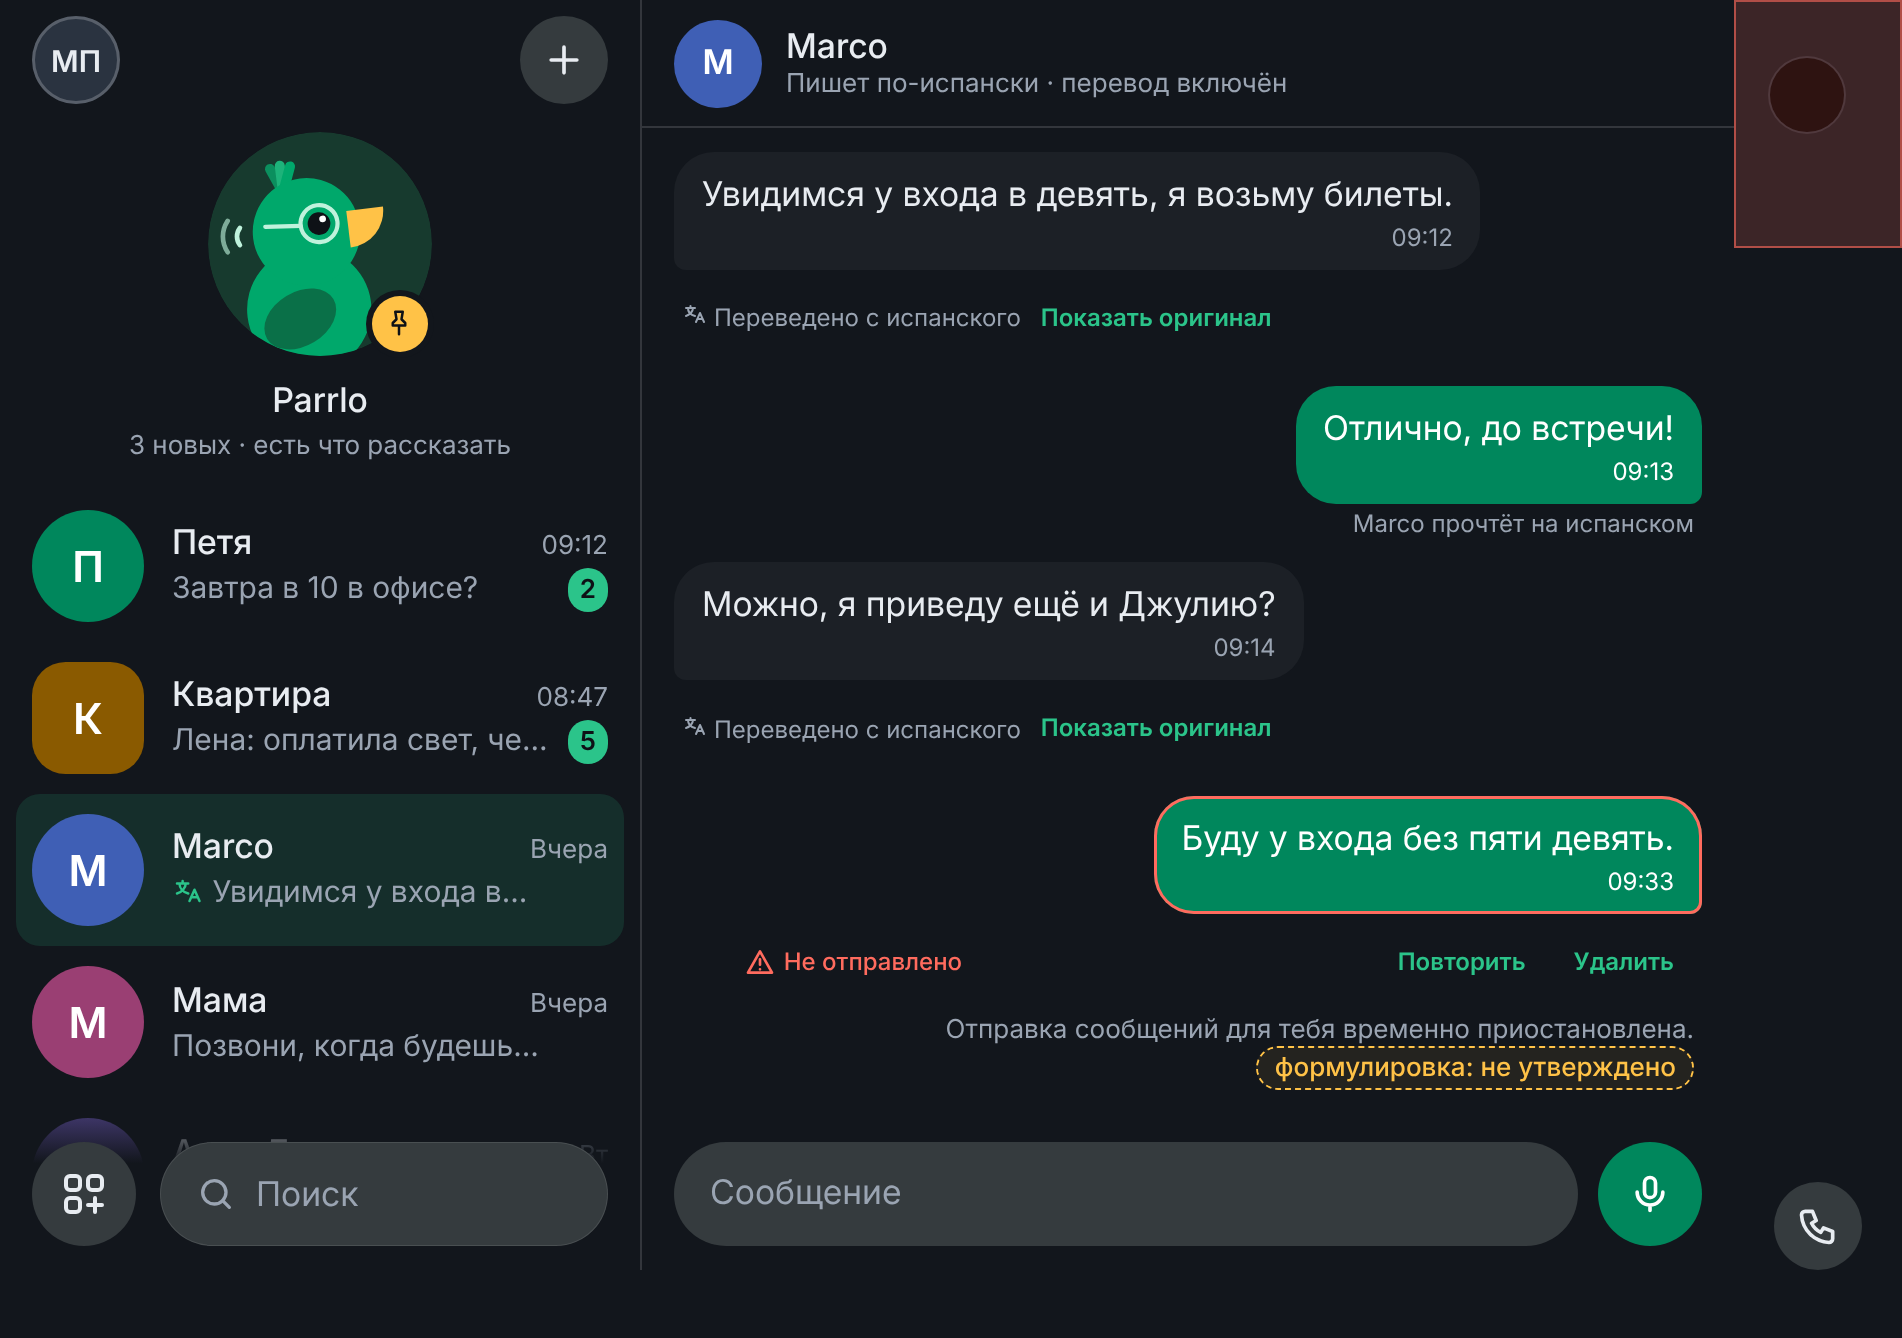 МП
Parrlo
3 новых · есть что рассказать
Петя
09:12
Завтра в 10 в офисе?
2
К
Квартира
08:47
Лена: оплатила свет, че...
5
П
M
Marco
Вчера
Увидимся у входа в...
М
Мама
Вчера
Позвони, когда будешь...
Вт
Поиск
M
Marco
Пишет по-испански · перевод включён
Увидимся у входа в девять, я возьму билеты.
09:12
Переведено с испанского Показать оригинал
Отлично, до встречи!
09:13
Marco прочтёт на испанском
Можно, я приведу ещё и Джулию?
09:14
Переведено с испанского Показать оригинал
Буду у входа без пяти девять.
09:33
Не отправлено
Повторить Удалить
Отправка сообщений для тебя временно приостановлена.
формулировка: не утверждено
Сообщение